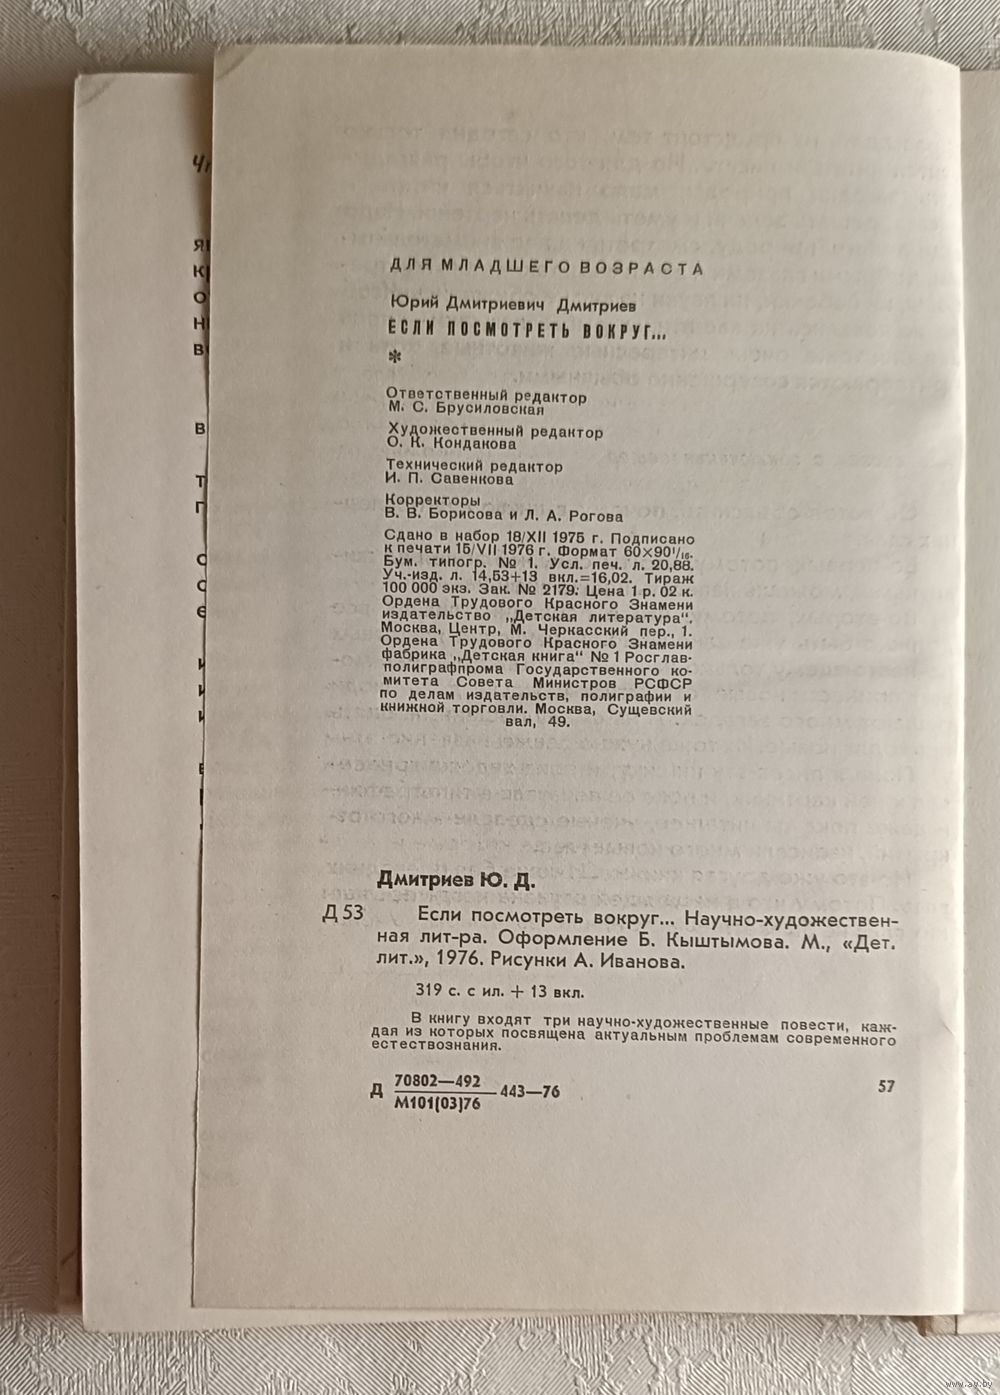 ДЛЯ МЛАДШЕГО ВОЗРАСТА
Юрий Дмитриевич Дмитриев
ЕСЛИ ПОСМОТРЕТЬ ВОКРУГ...
*
Ответственный редактор
М. С. Брусиловская
Художественный редактор
О. К. Кондакова
Технический редактор
И. П. Савенкова
Корректоры
В. В. Борисова и Л. А. Рогова
Сдано в набор 18/XII 1975 г. Подписано
к печати 15/VII 1976 г. Формат 60×90¹/₁₆.
Бум. типогр. № 1. Усл. печ. л. 20,88.
Уч.-изд. л. 14,53+13 вкл.=16,02. Тираж
100 000 экз. Зак. № 2179. Цена 1 р. 02 к.
Ордена Трудового Красного Знамени
издательство „Детская литература“.
Москва, Центр, М. Черкасский пер., 1.
Ордена Трудового Красного Знамени
фабрика „Детская книга“ № 1 Росглав-
полиграфпрома Государственного ко-
митета Совета Министров РСФСР
по делам издательств, полиграфии и
книжной торговли. Москва, Сущевский
вал, 49.
Дмитриев Ю. Д.
Д 53 Если посмотреть вокруг... Научно-художествен-
ная лит-ра. Оформление Б. Кыштымова. М., «Дет.
лит.», 1976. Рисунки А. Иванова.
319 с. с ил. + 13 вкл.
В книгу входят три научно-художественные повести, каж-
дая из которых посвящена актуальным проблемам современного
естествознания.
Д 70802—492
М101(03)76 443—76 57
www.ay.by